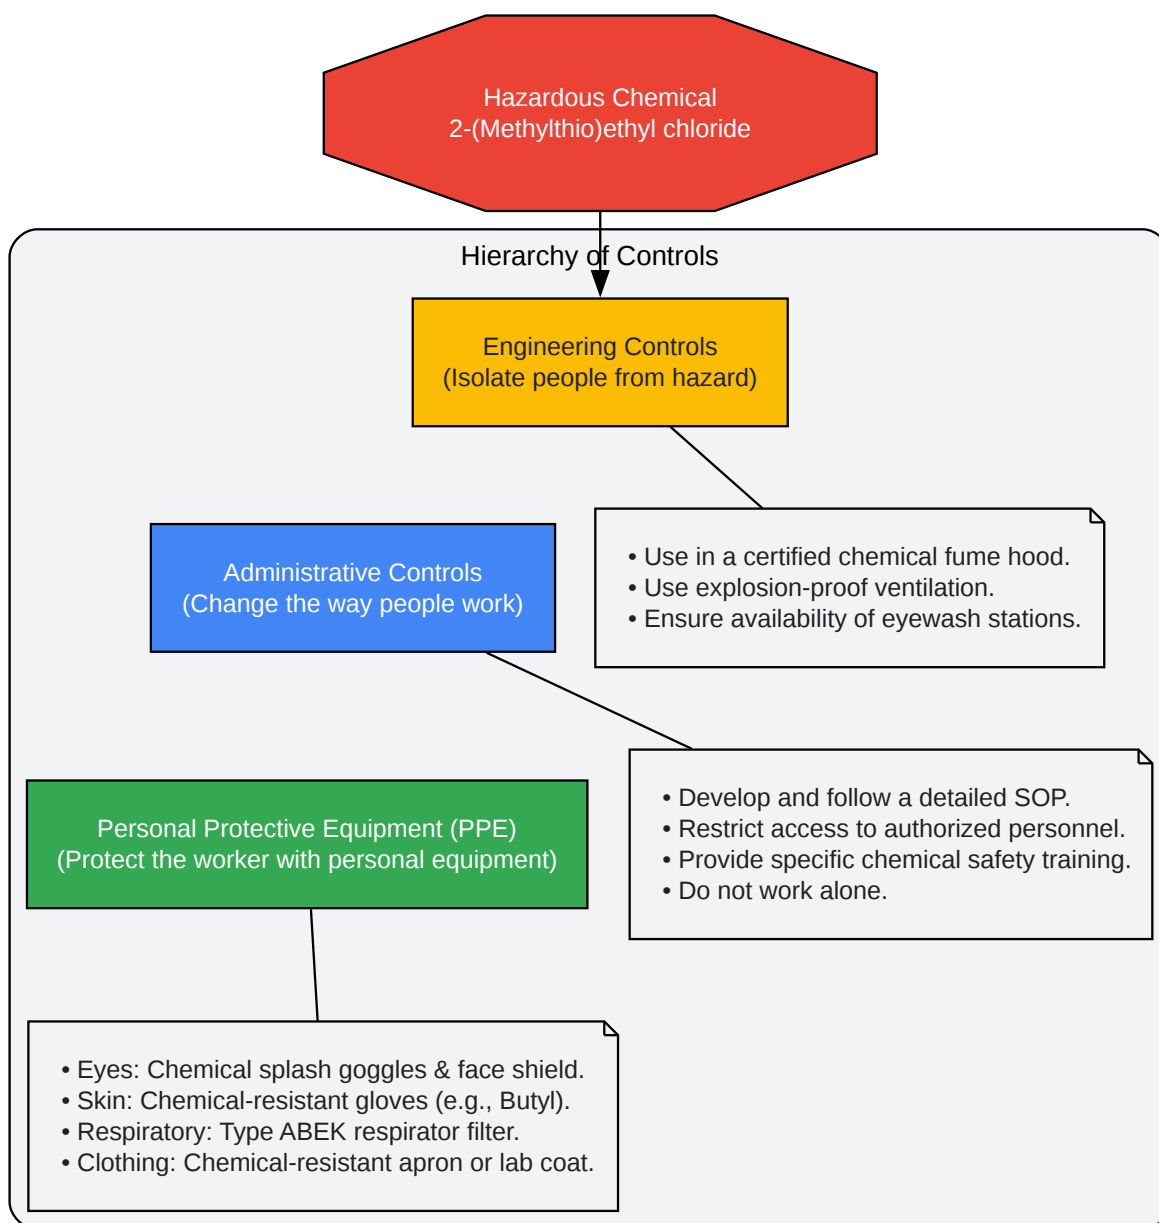 Hazardous Chemical
2-(Methylthio)ethyl chloride
Hierarchy of Controls
Engineering Controls
(Isolate people from hazard)
• Use in a certified chemical fume hood.
• Use explosion-proof ventilation.
• Ensure availability of eyewash stations.
Administrative Controls
(Change the way people work)
• Develop and follow a detailed SOP.
• Restrict access to authorized personnel.
• Provide specific chemical safety training.
• Do not work alone.
Personal Protective Equipment (PPE)
(Protect the worker with personal equipment)
• Eyes: Chemical splash goggles & face shield.
• Skin: Chemical-resistant gloves (e.g., Butyl).
• Respiratory: Type ABEK respirator filter.
• Clothing: Chemical-resistant apron or lab coat.